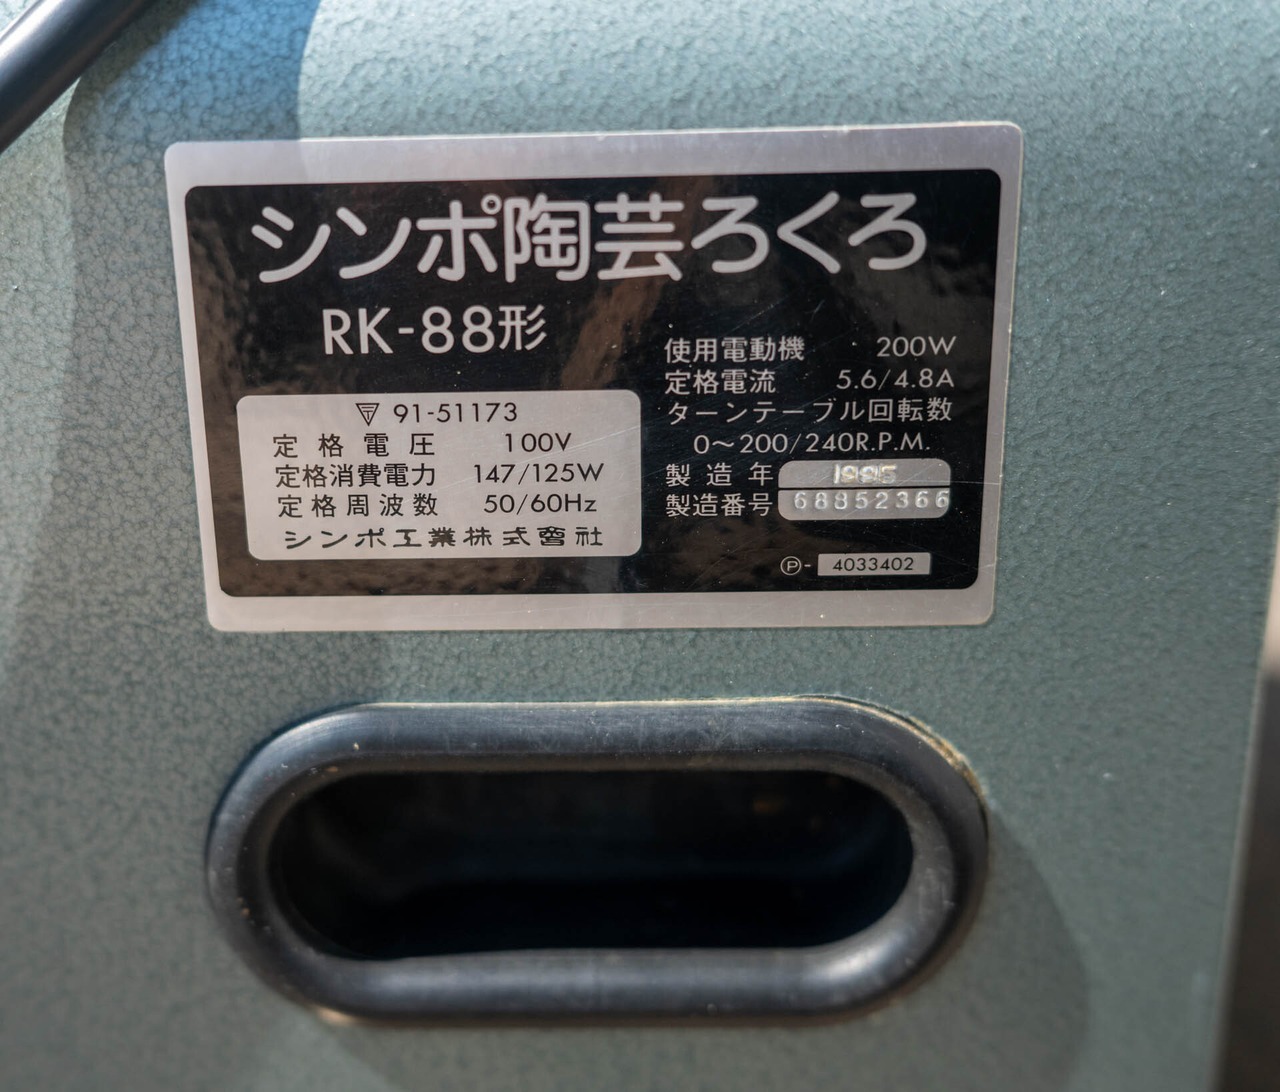 シンポ陶芸ろくろ
RK-88形
91-51173
定格電圧 100V
定格消費電力 147/125W
定格周波数 50/60Hz
シンポ工業株式會社
使用電動機 200W
定格電流 5.6/4.8A
ターンテーブル回転数
0〜200/240R.P.M.
製造年 1995
製造番号 68852366
Ⓟ- 4033402